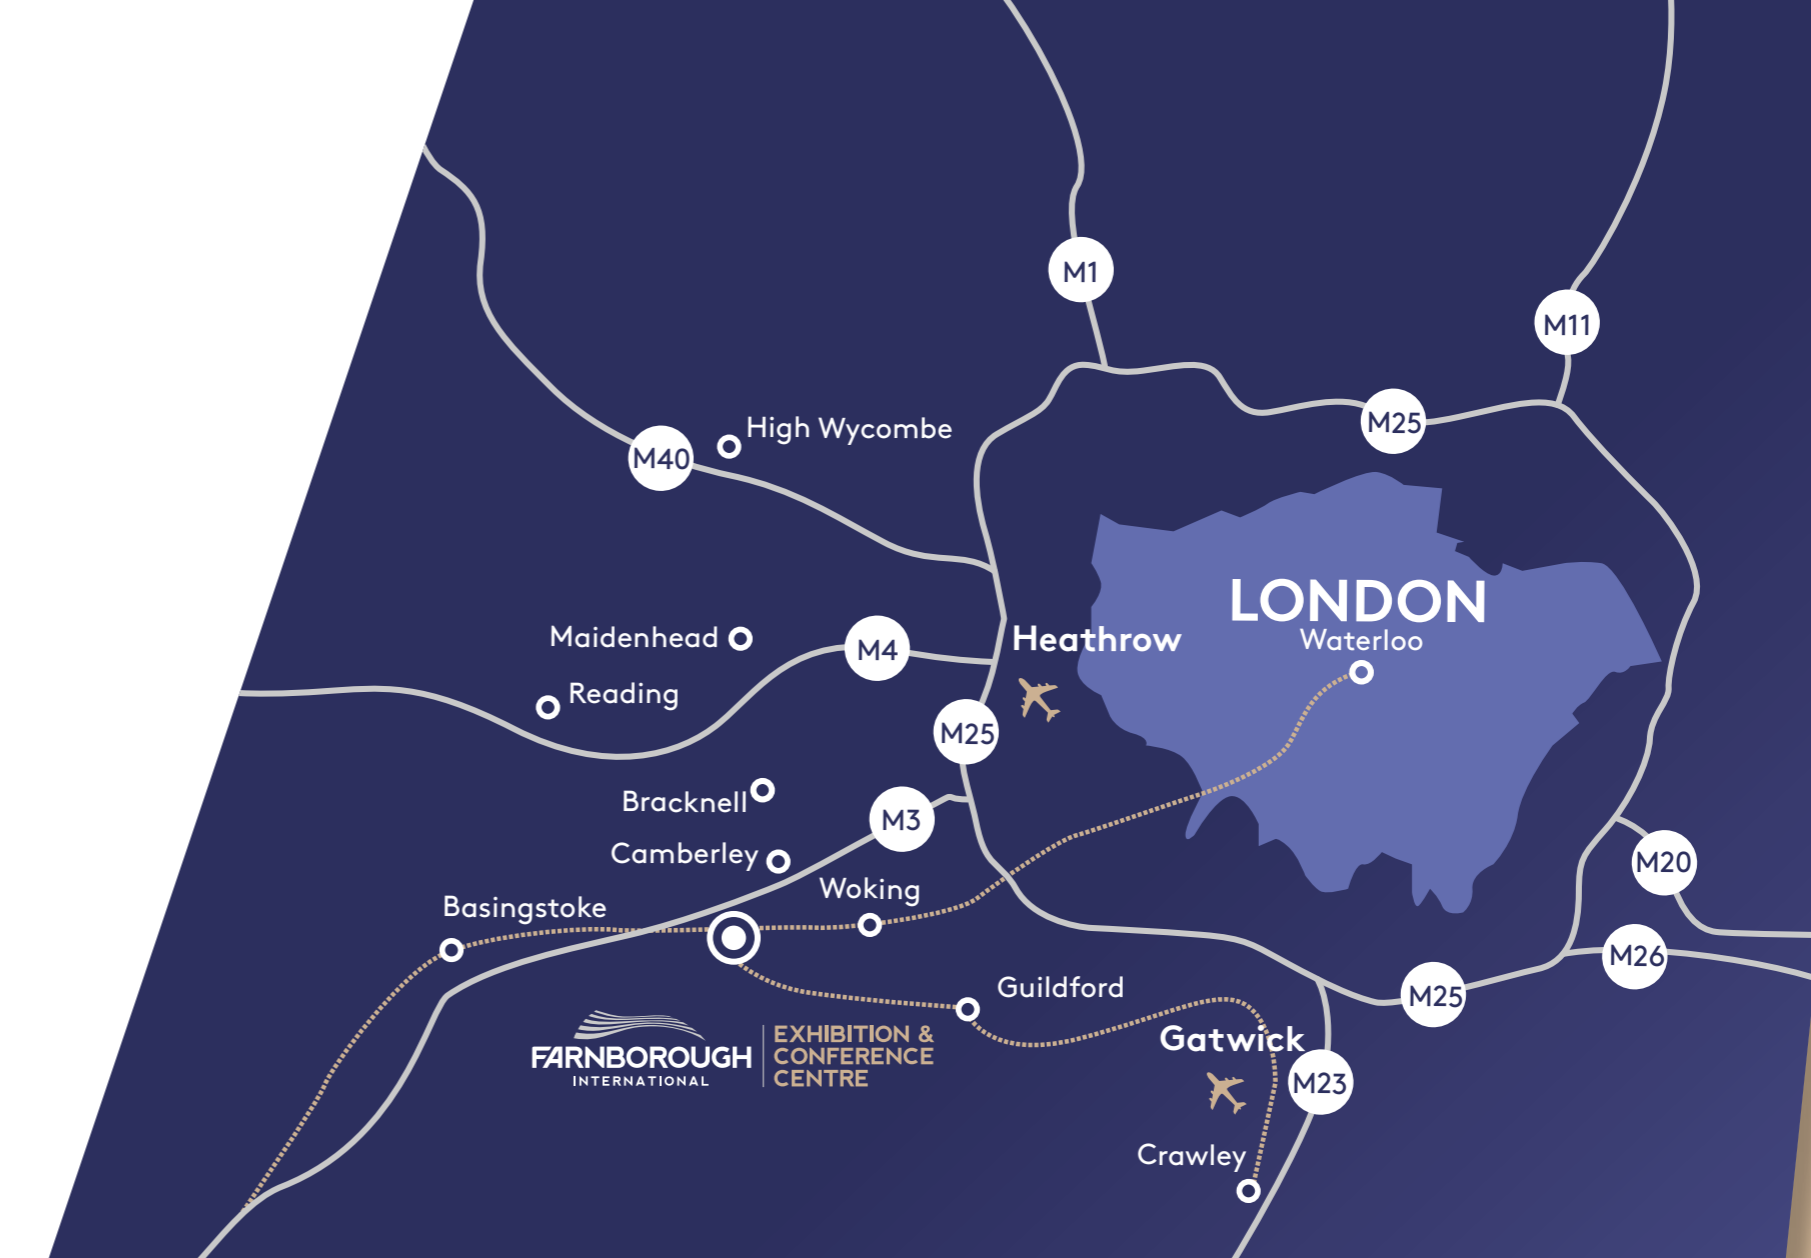 M1
M11
M25
High Wycombe
M40
LONDON
Waterloo
Maidenhead
M4
Heathrow
Reading
M25
Bracknell
M3
Camberley
Woking
M20
Basingstoke
M26
Guildford
M25
FARNBOROUGH
INTERNATIONAL
EXHIBITION &
CONFERENCE
CENTRE
Gatwick
M23
Crawley